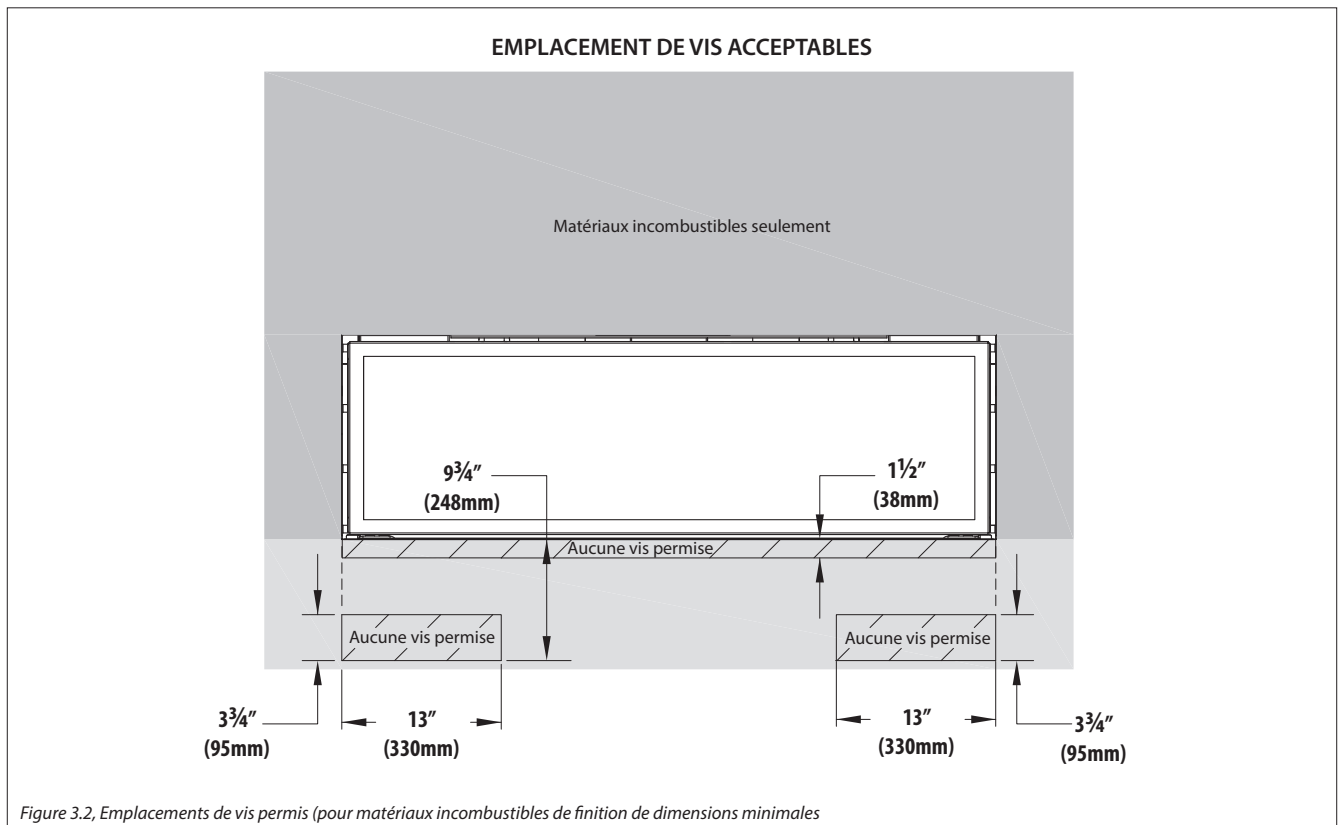 EMPLACEMENT DE VIS ACCEPTABLES
Matériaux incombustibles seulement
9¾"
(248mm)
1½"
(38mm)
Aucune vis permise
Aucune vis permise
Aucune vis permise
3¾"
(95mm)
13"
(330mm)
13"
(330mm)
3¾"
(95mm)
Figure 3.2, Emplacements de vis permis (pour matériaux incombustibles de finition de dimensions minimales